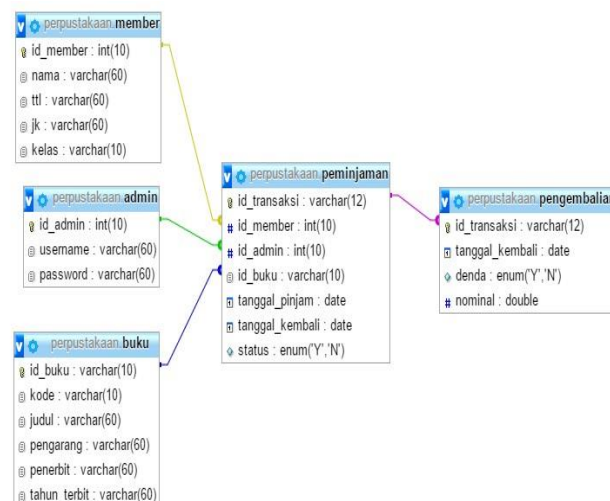 perpustakaan member
id_member : int(10)
nama : varchar(60)
ttl : varchar(60)
jk : varchar(60)
kelas : varchar(10)
perpustakaan admin
id_admin : int(10)
username : varchar(60)
password : varchar(60)
perpustakaan buku
id_buku : varchar(10)
kode : varchar(10)
judul : varchar(60)
pengarang : varchar(60)
penerbit : varchar(60)
tahun_terbit : varchar(60)
perpustakaan peminjaman
id_transaksi : varchar(12)
# id_member : int(10)
# id_admin : int(10)
id_buku : varchar(10)
tanggal_pinjam : date
tanggal_kembali : date
status : enum('Y','N')
perpustakaan pengembalian
id_transaksi : varchar(12)
tanggal_kembali : date
denda : enum('Y','N')
# nominal : double